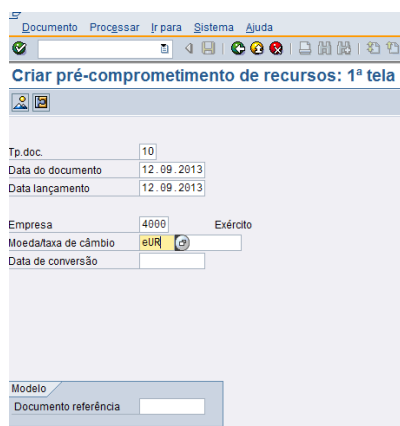 Documento Processar Ir para Sistema Ajuda
Criar pré-comprometimento de recursos: 1ª tela
Tp.doc. 10
Data do documento 12.09.2013
Data lançamento 12.09.2013
Empresa 4000 Exército
Moeda/taxa de câmbio eUR
Data de conversão
Modelo
Documento referência